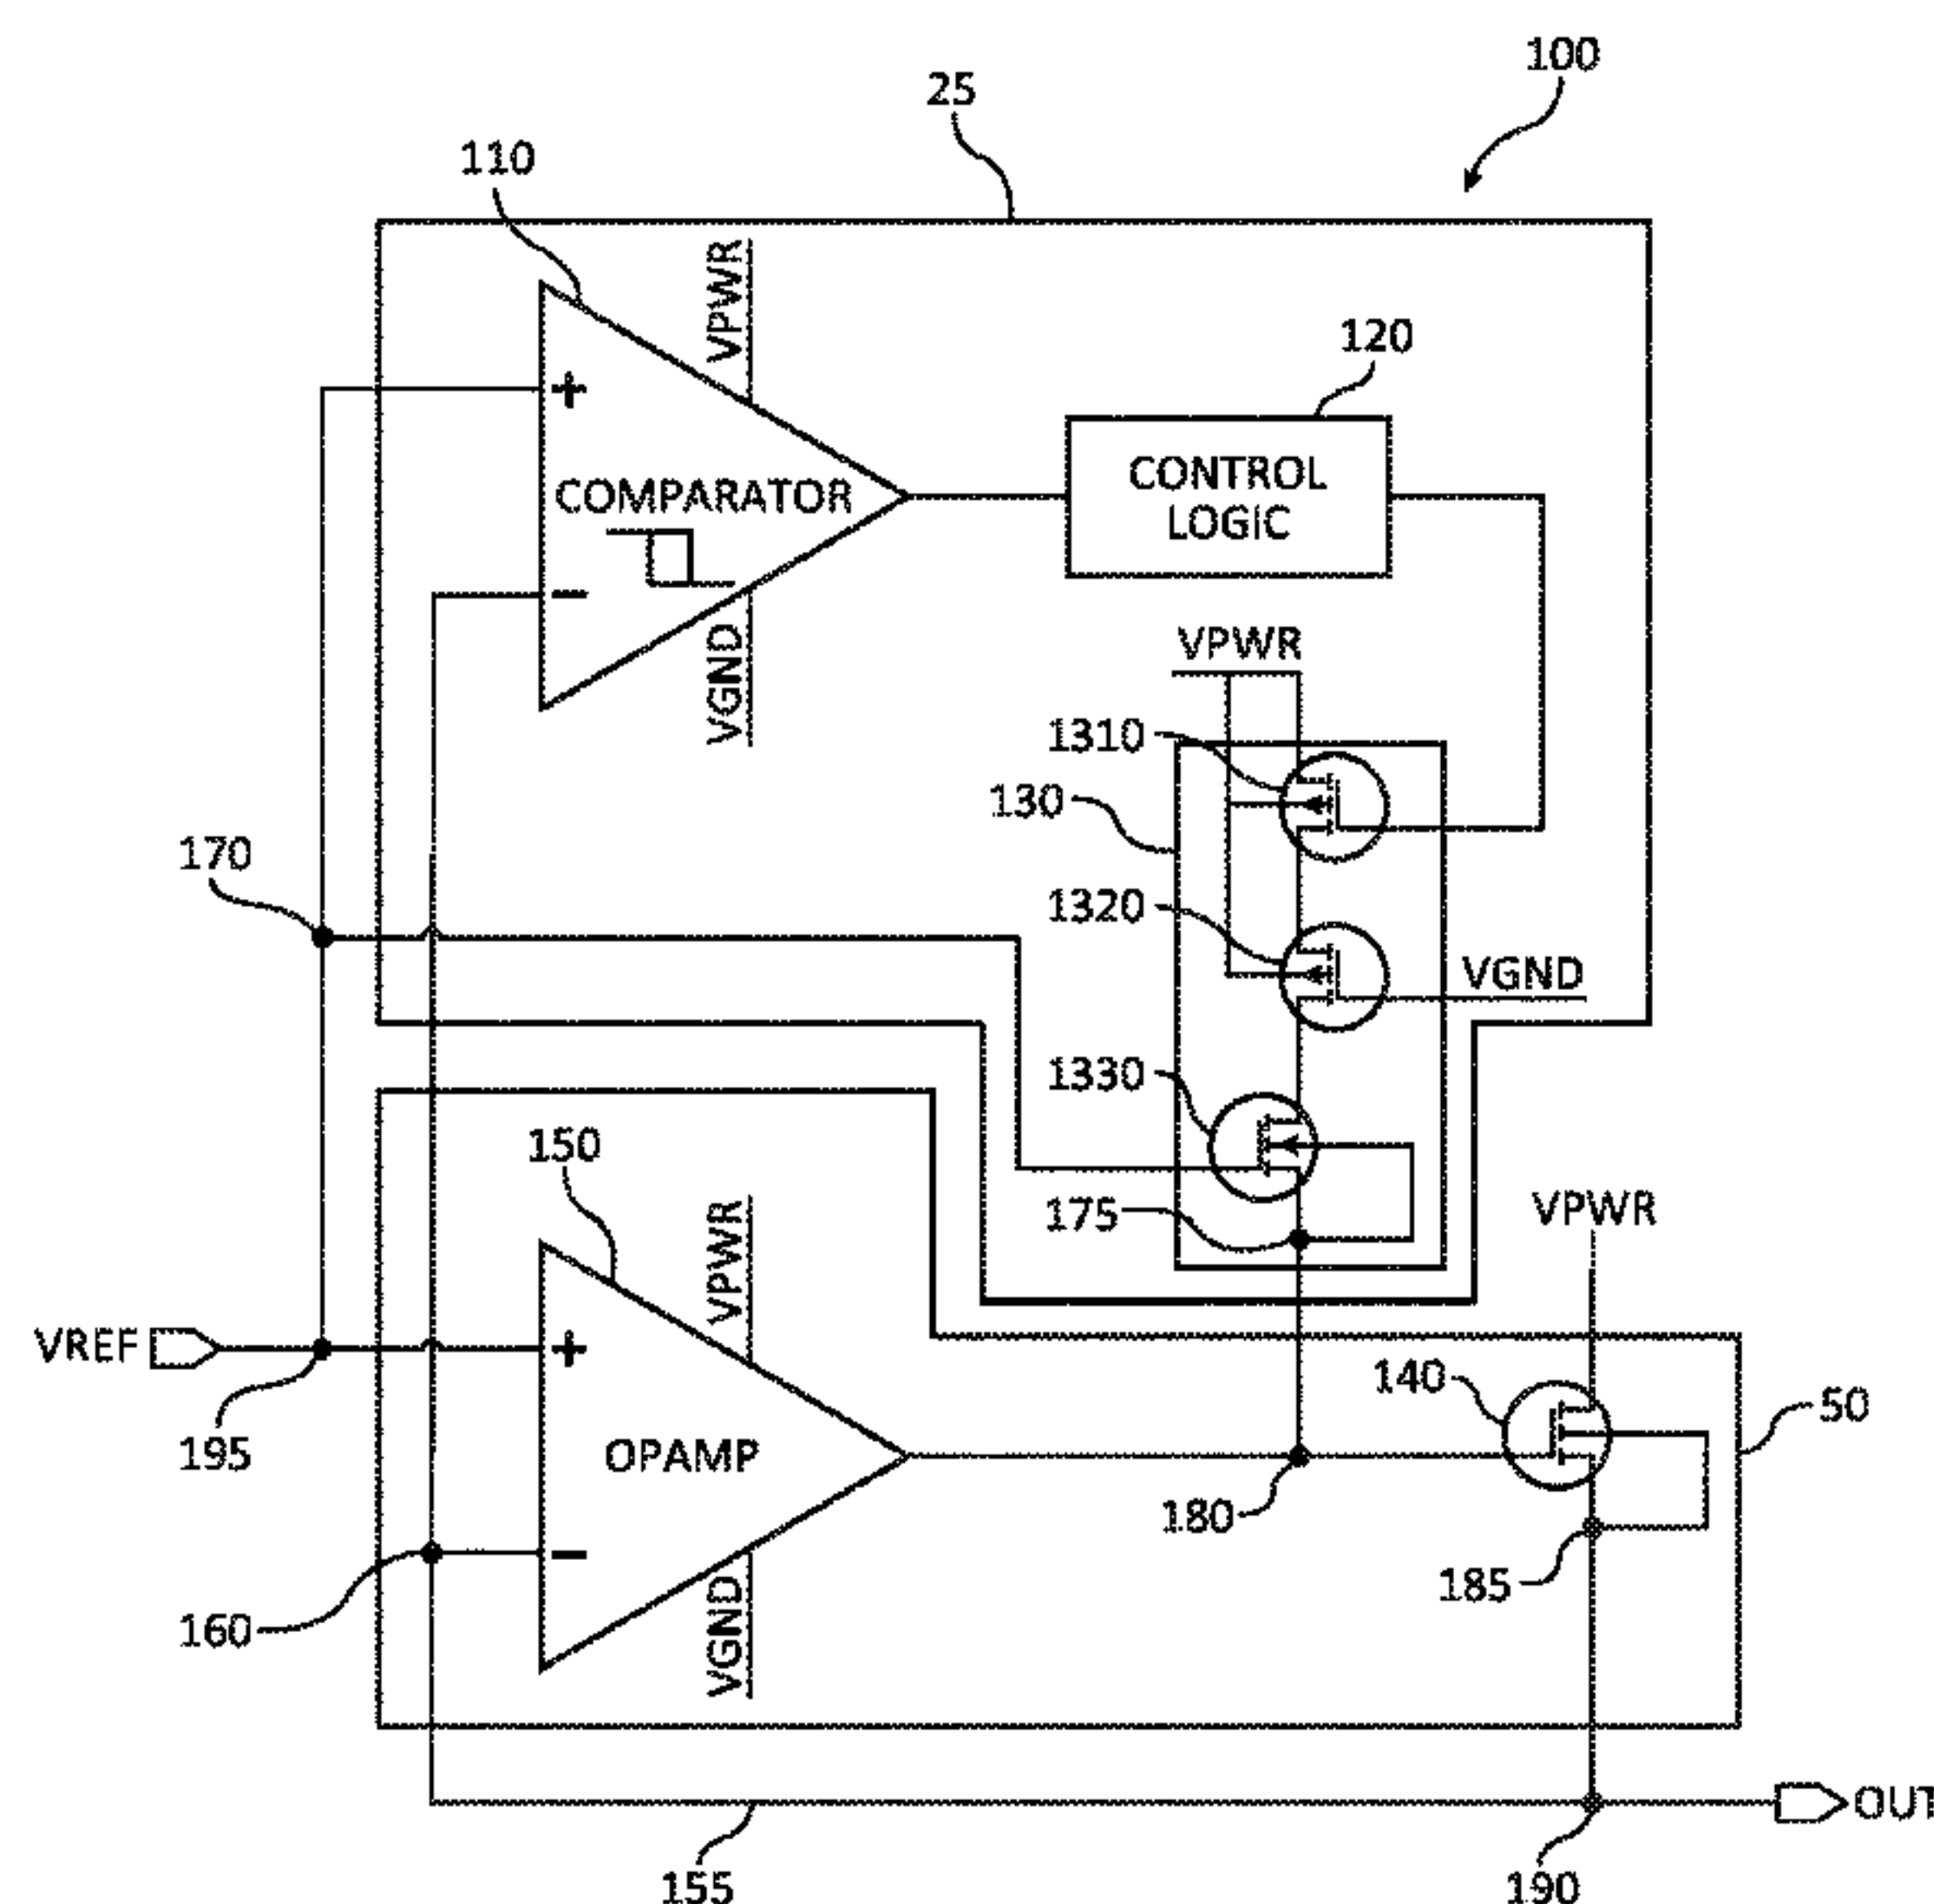 100
25
110
VPWR
120
+
COMPARATOR
CONTROL
LOGIC
−
VGND
VPWR
1310
130
170
1320
VGND
1330
150
175
VPWR
VPWR
VREF
+
140
50
195
OPAMP
180
−
185
160
VGND
OUT
155
190